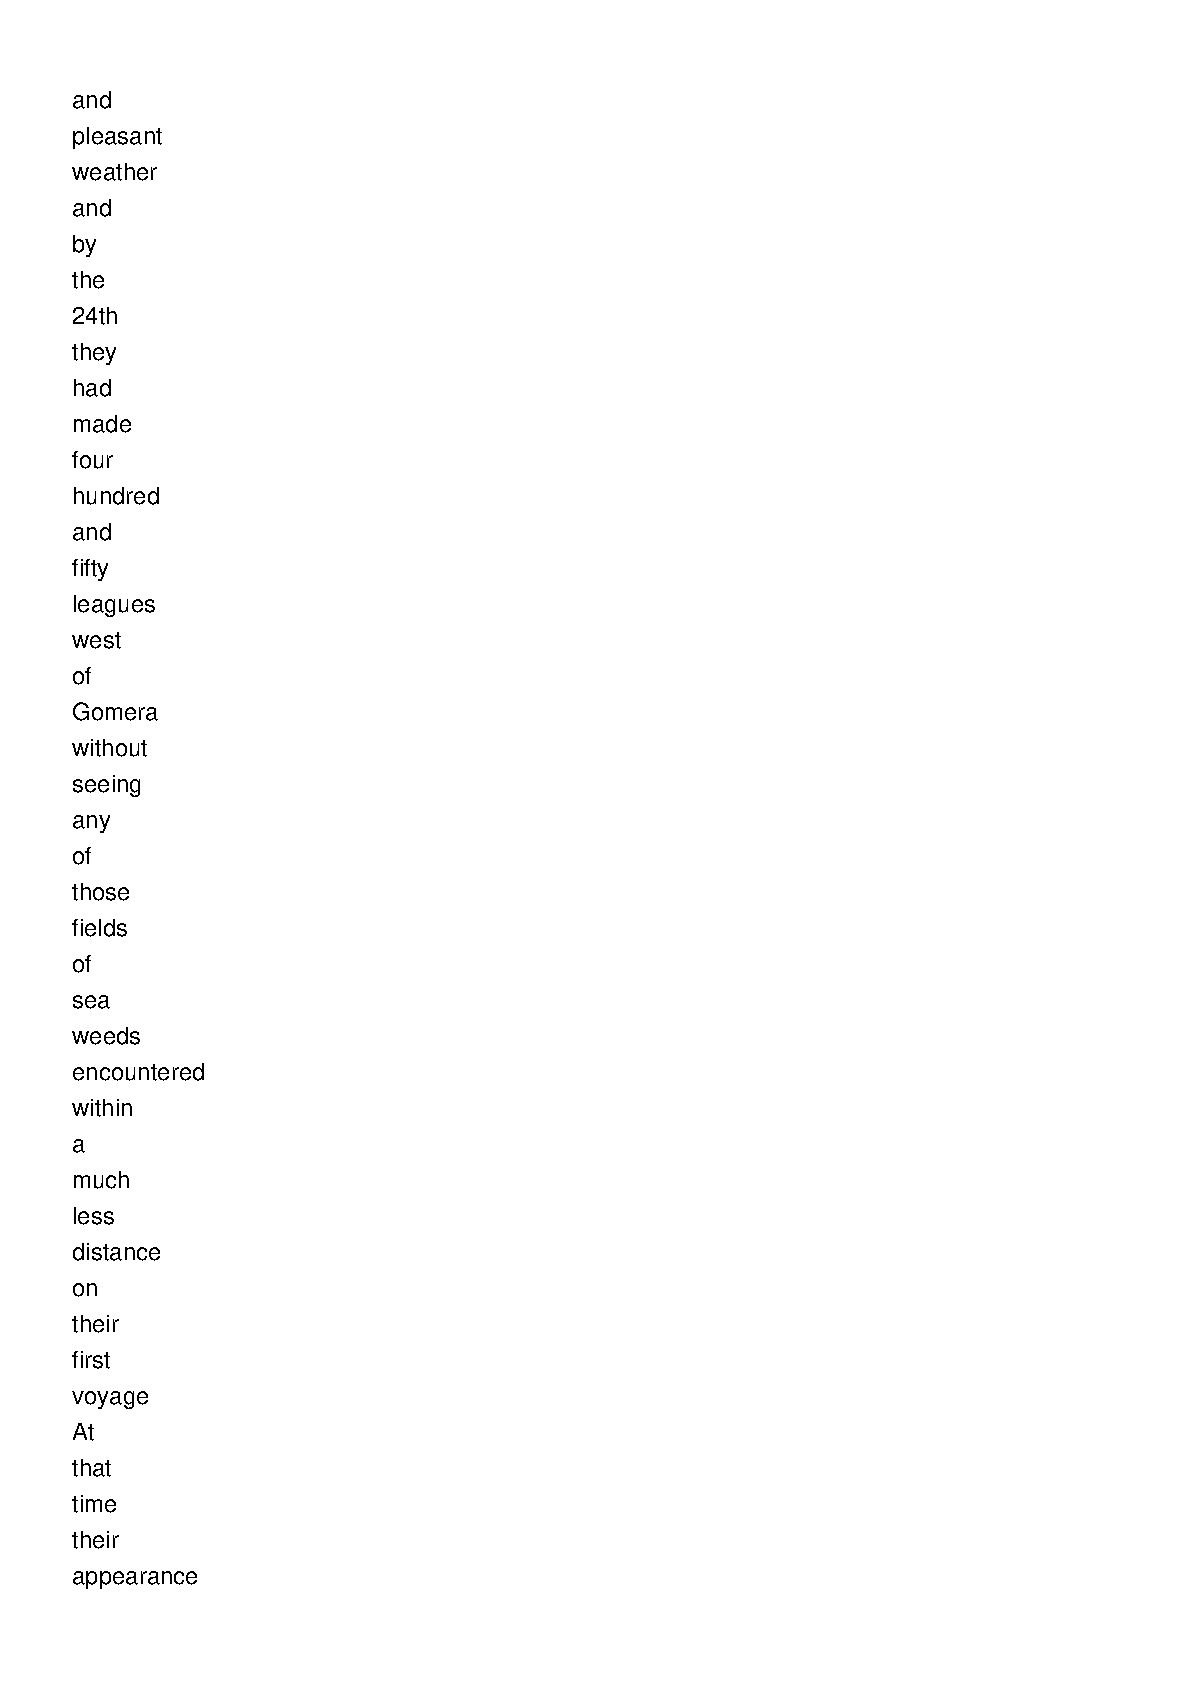 and
pleasant
weather
and
by
the
24th
they
had
made
four
hundred
and
fifty
leagues
west
of
Gomera
without
seeing
any
of
those
fields
of
sea
weeds
encountered
within
a
much
less
distance
on
their
first
voyage
At
that
time
their
appearance